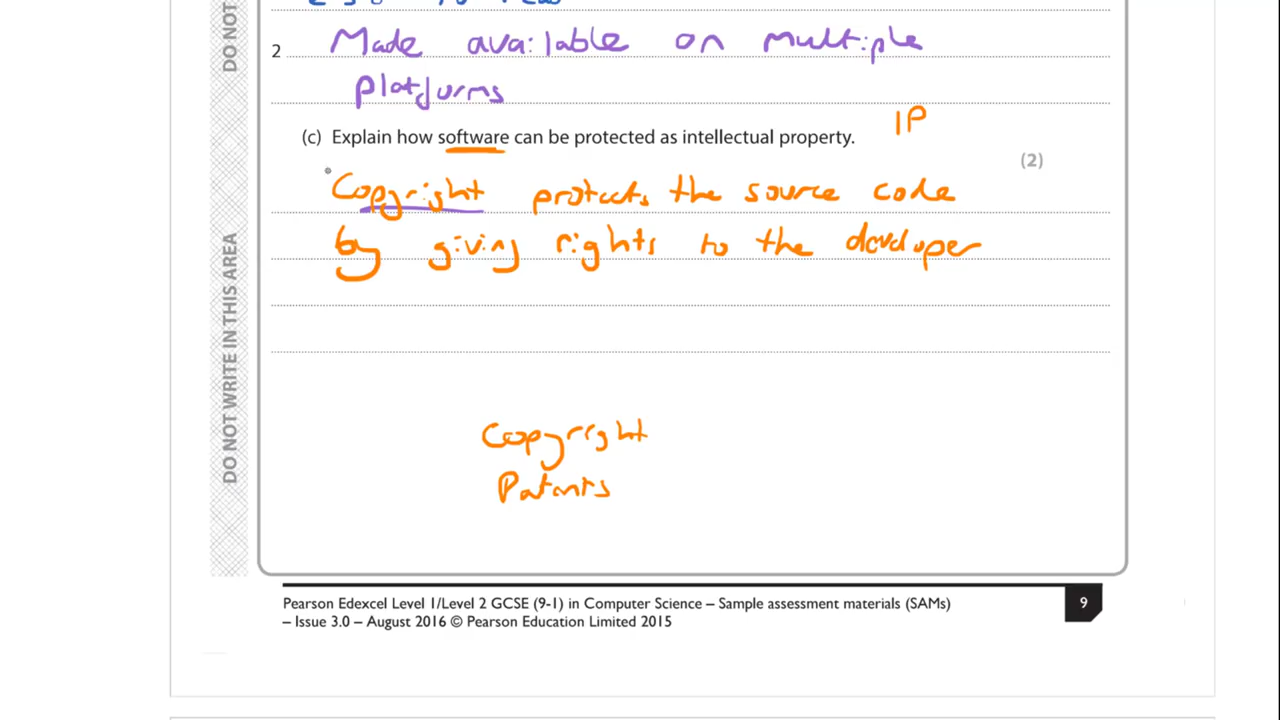 DO NOT
2 Made available on multiple
platforms
IP
(c) Explain how software can be protected as intellectual property.
(2)
Copyright protects the source code
by giving rights to the developer
DO NOT WRITE IN THIS AREA
Copyright
Patents
Pearson Edexcel Level 1/Level 2 GCSE (9-1) in Computer Science – Sample assessment materials (SAMs)
– Issue 3.0 – August 2016 © Pearson Education Limited 2015
9